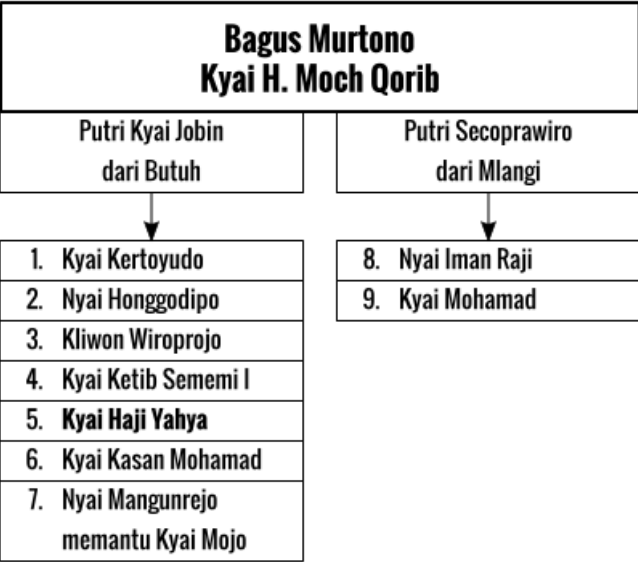 Bagus Murtono
Kyai H. Moch Qorib
Putri Kyai Jobin
dari Butuh
1. Kyai Kertoyudo
2. Nyai Honggodipo
3. Kliwon Wiroprojo
4. Kyai Ketib Sememi I
5. Kyai Haji Yahya
6. Kyai Kasan Mohamad
7. Nyai Mangunrejo
memantu Kyai Mojo
Putri Secoprawiro
dari Mlangi
8. Nyai Iman Raji
9. Kyai Mohamad